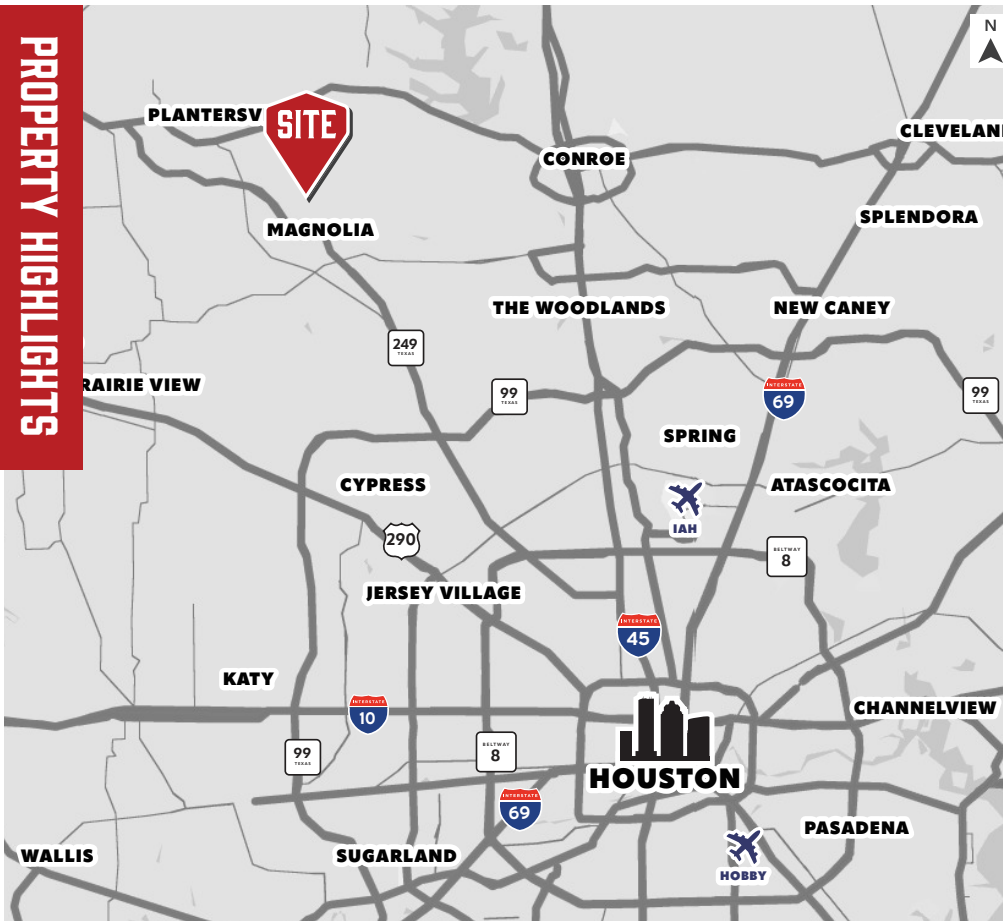 PROPERTY HIGHLIGHTS
N
PLANTERSV
SITE
CLEVELAN
CONROE
SPLENDORA
MAGNOLIA
THE WOODLANDS
NEW CANEY
249
TEXAS
RAIRIE VIEW
99
TEXAS
INTERSTATE
69
99
TEXAS
SPRING
CYPRESS
ATASCOCITA
IAH
290
BELTWAY
8
JERSEY VILLAGE
INTERSTATE
45
KATY
INTERSTATE
10
CHANNELVIEW
99
TEXAS
BELTWAY
8
HOUSTON
INTERSTATE
69
PASADENA
WALLIS
SUGARLAND
HOBBY